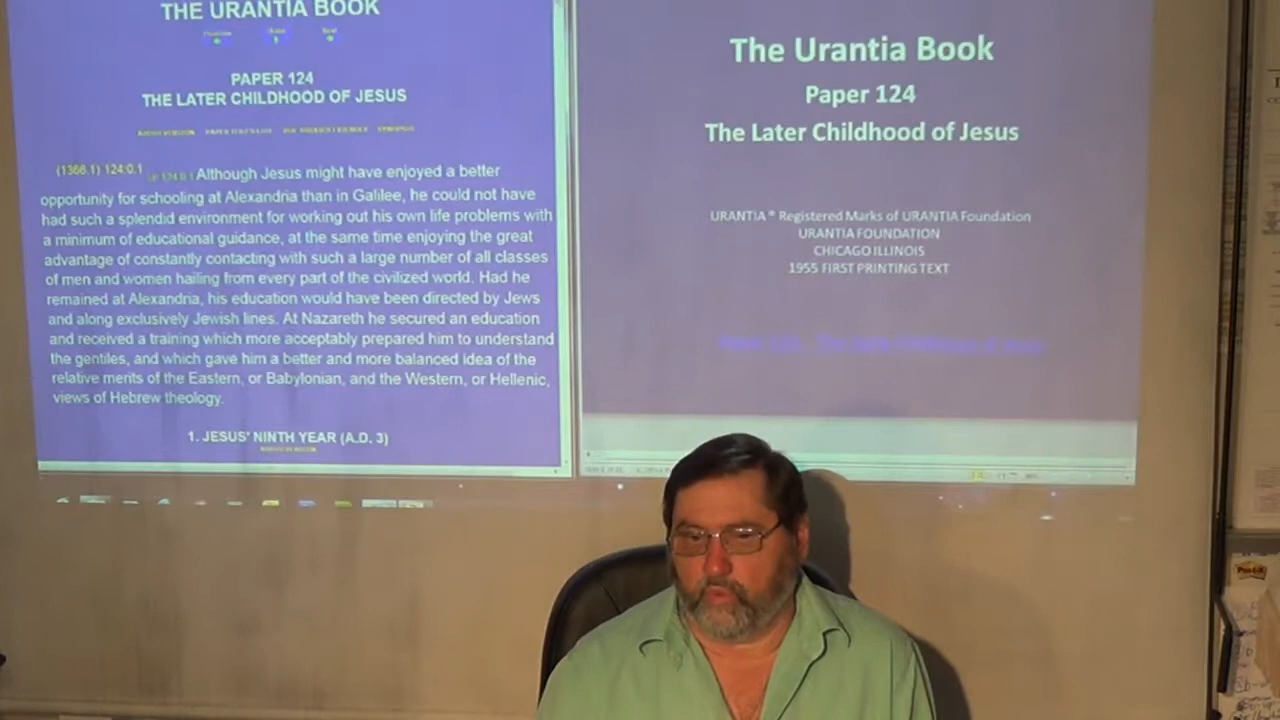 THE URANTIA BOOK
PAPER 124
THE LATER CHILDHOOD OF JESUS
(1366.1) 124:0.1 Although Jesus might have enjoyed a better
opportunity for schooling at Alexandria than in Galilee, he could not have
had such a splendid environment for working out his own life problems with
a minimum of educational guidance, at the same time enjoying the great
advantage of constantly contacting with such a large number of all classes
of men and women hailing from every part of the civilized world. Had he
remained at Alexandria, his education would have been directed by Jews
and along exclusively Jewish lines. At Nazareth he secured an education
and received a training which more acceptably prepared him to understand
the gentiles, and which gave him a better and more balanced idea of the
relative merits of the Eastern, or Babylonian, and the Western, or Hellenic,
views of Hebrew theology.
1. JESUS' NINTH YEAR (A.D. 3)
The Urantia Book
Paper 124
The Later Childhood of Jesus
URANTIA ® Registered Marks of URANTIA Foundation
URANTIA FOUNDATION
CHICAGO ILLINOIS
1955 FIRST PRINTING TEXT
Post-it